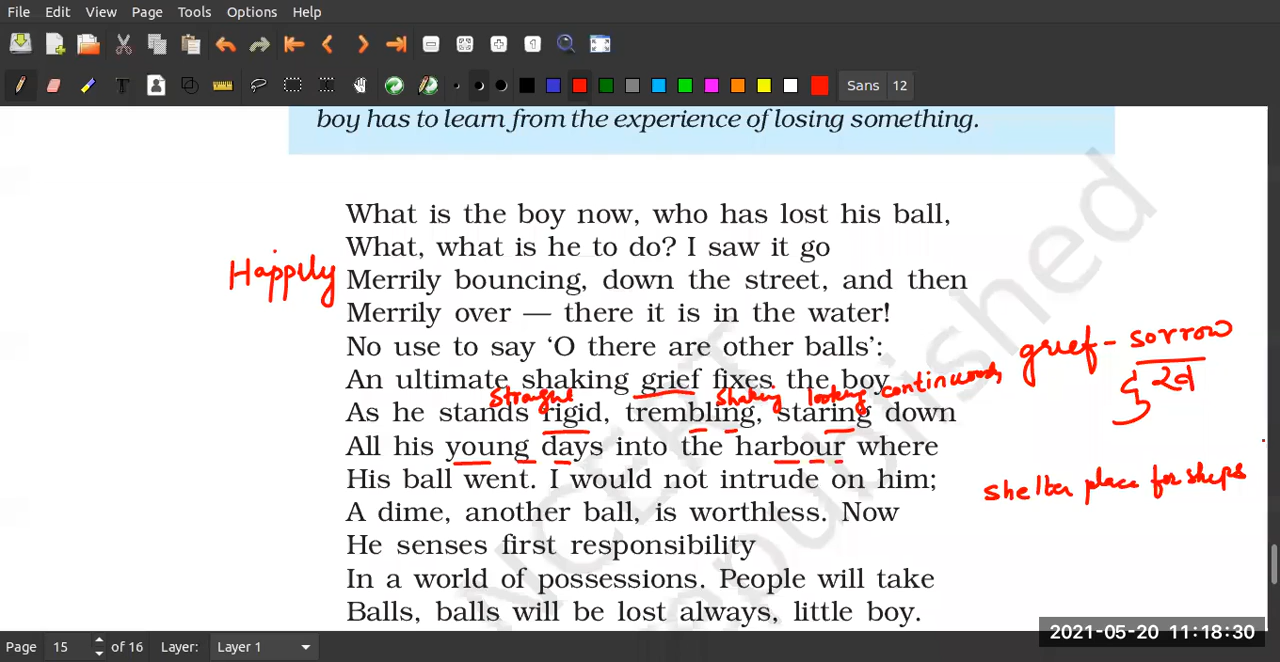 File Edit View Page Tools Options Help
T Sans 12
boy has to learn from the experience of losing something.
What is the boy now, who has lost his ball,
What, what is he to do? I saw it go
Happily
Merrily bouncing, down the street, and then
Merrily over — there it is in the water!
No use to say ‘O there are other balls’:
grief - sorrow
An ultimate shaking grief fixes the boy
straight shaking looking continuously
As he stands rigid, trembling, staring down
All his young days into the harbour where
His ball went. I would not intrude on him;
shelter place for ships
A dime, another ball, is worthless. Now
He senses first responsibility
In a world of possessions. People will take
Balls, balls will be lost always, little boy.
NCERT
republished
2021-05-20 11:18:30
Page 15 of 16 Layer: Layer 1